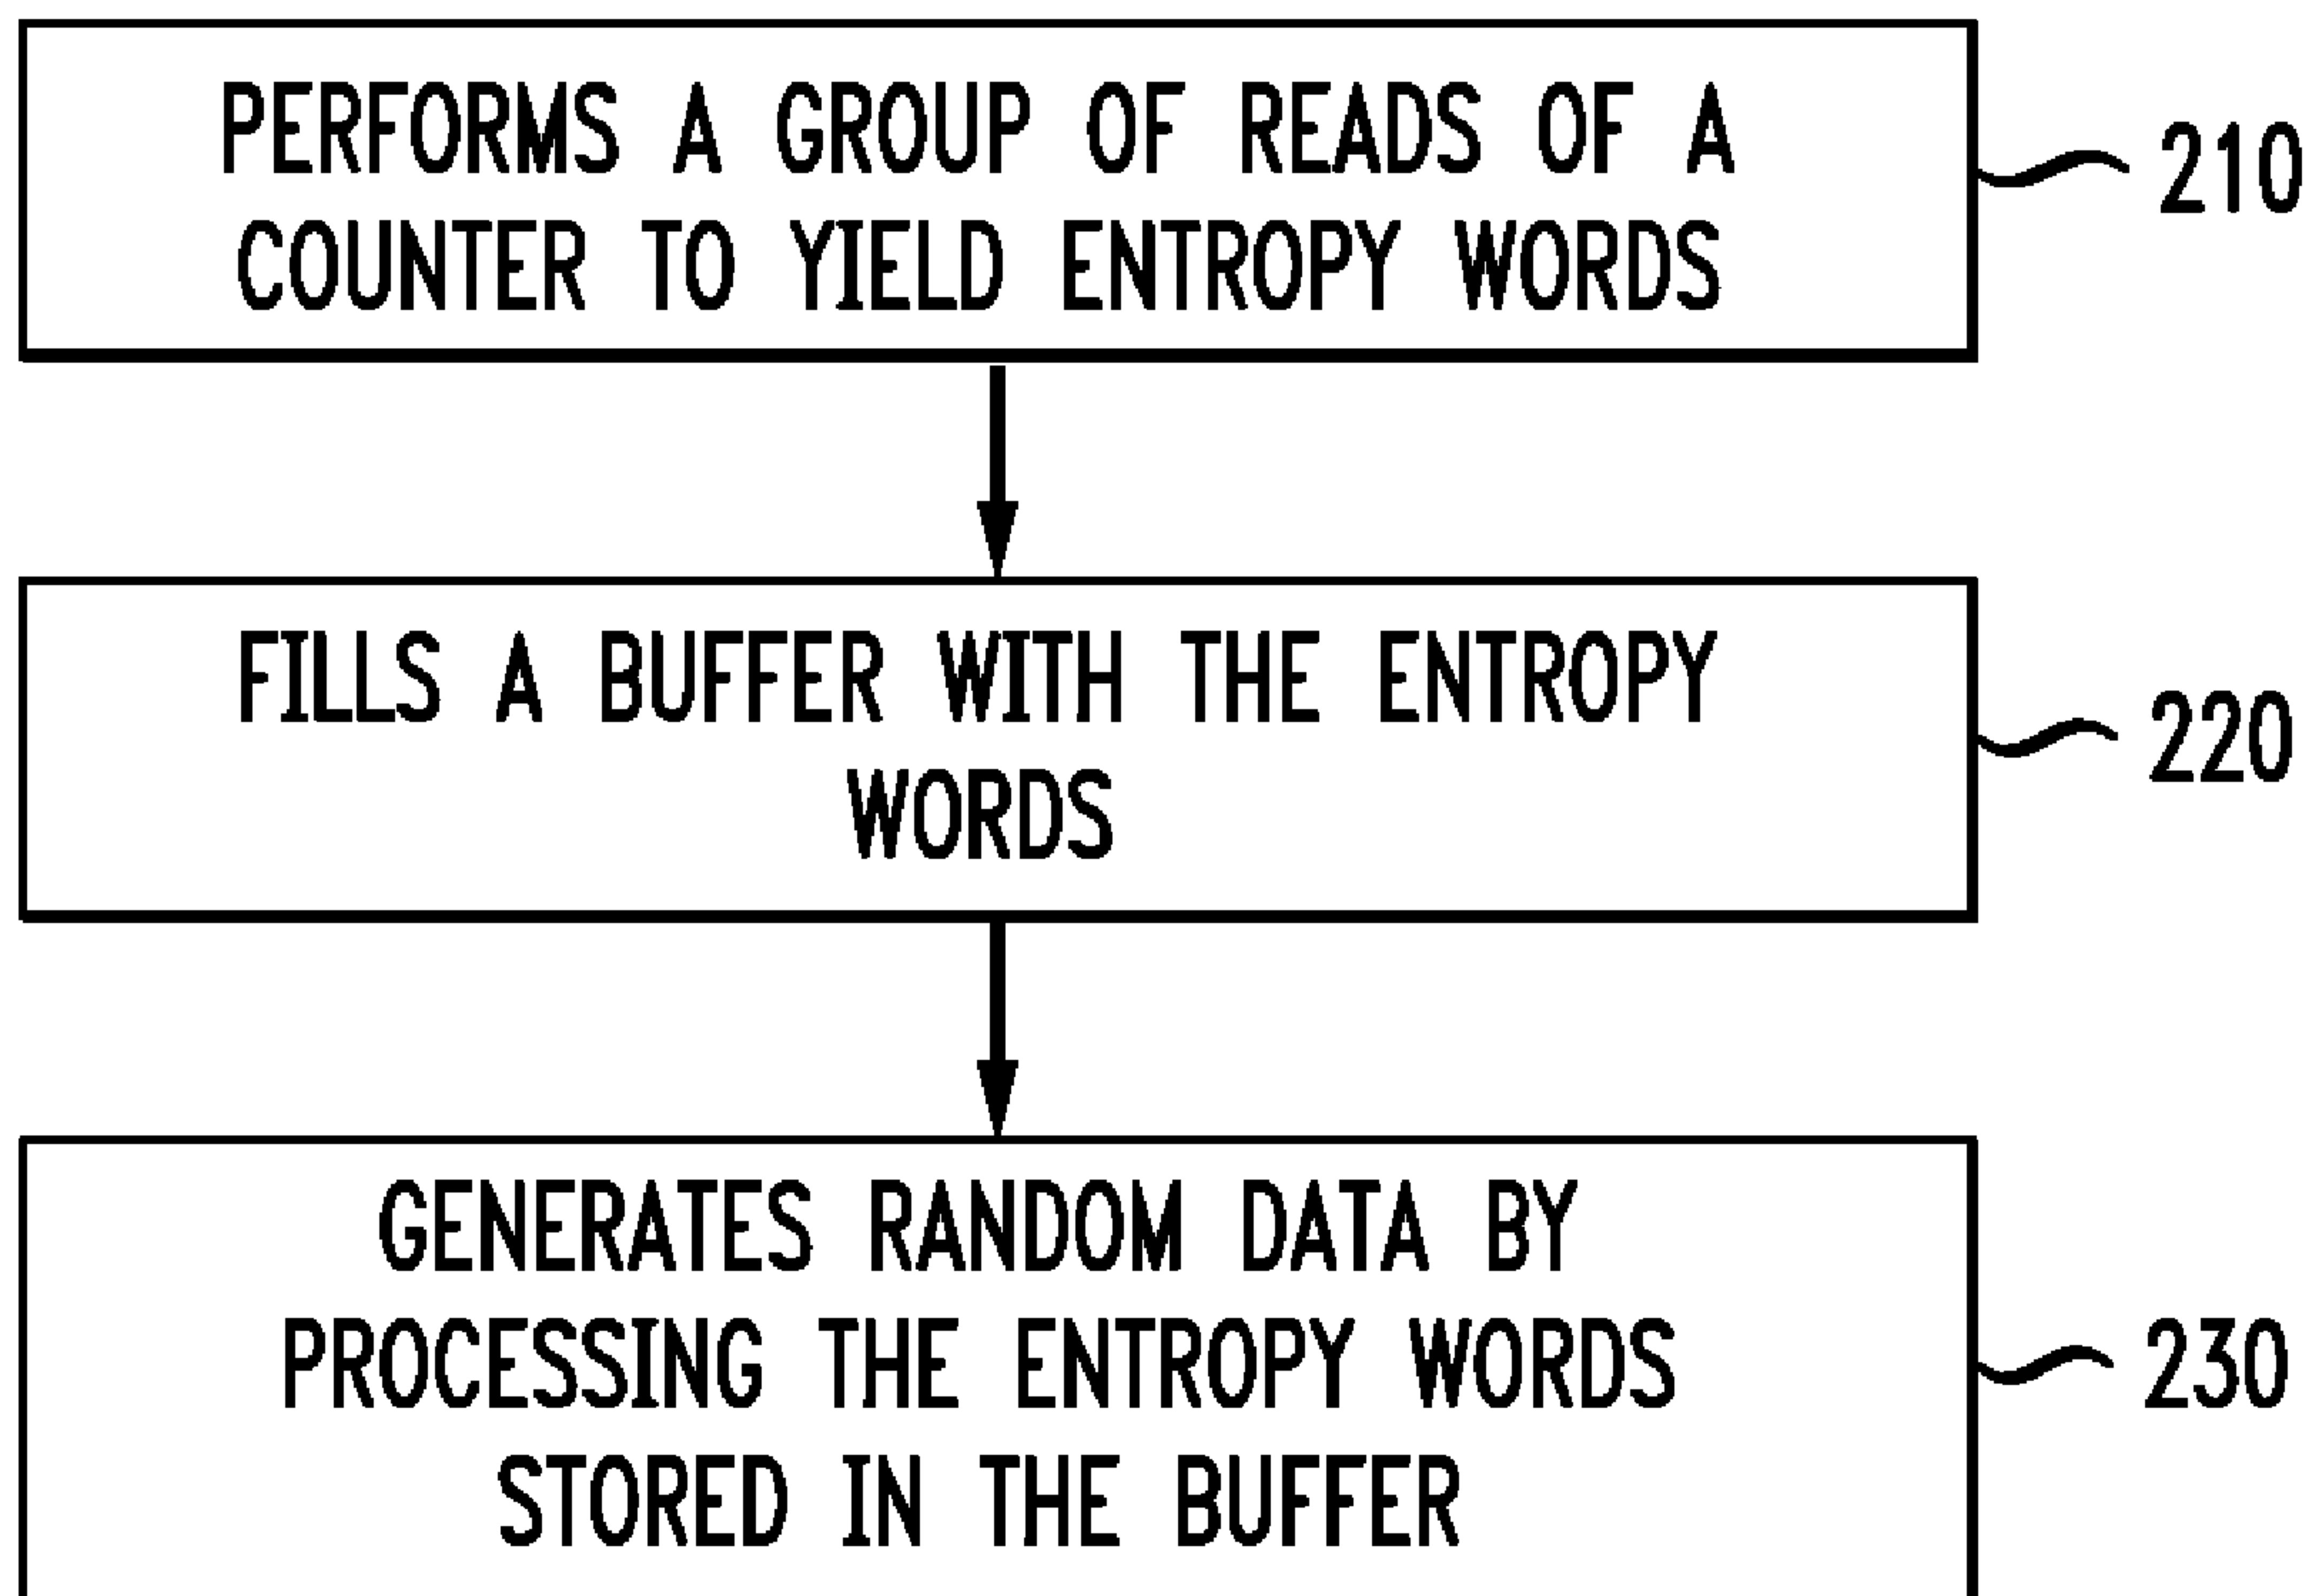 PERFORMS A GROUP OF READS OF A
COUNTER TO YIELD ENTROPY WORDS
210
FILLS A BUFFER WITH THE ENTROPY
WORDS
220
GENERATES RANDOM DATA BY
PROCESSING THE ENTROPY WORDS
STORED IN THE BUFFER
230